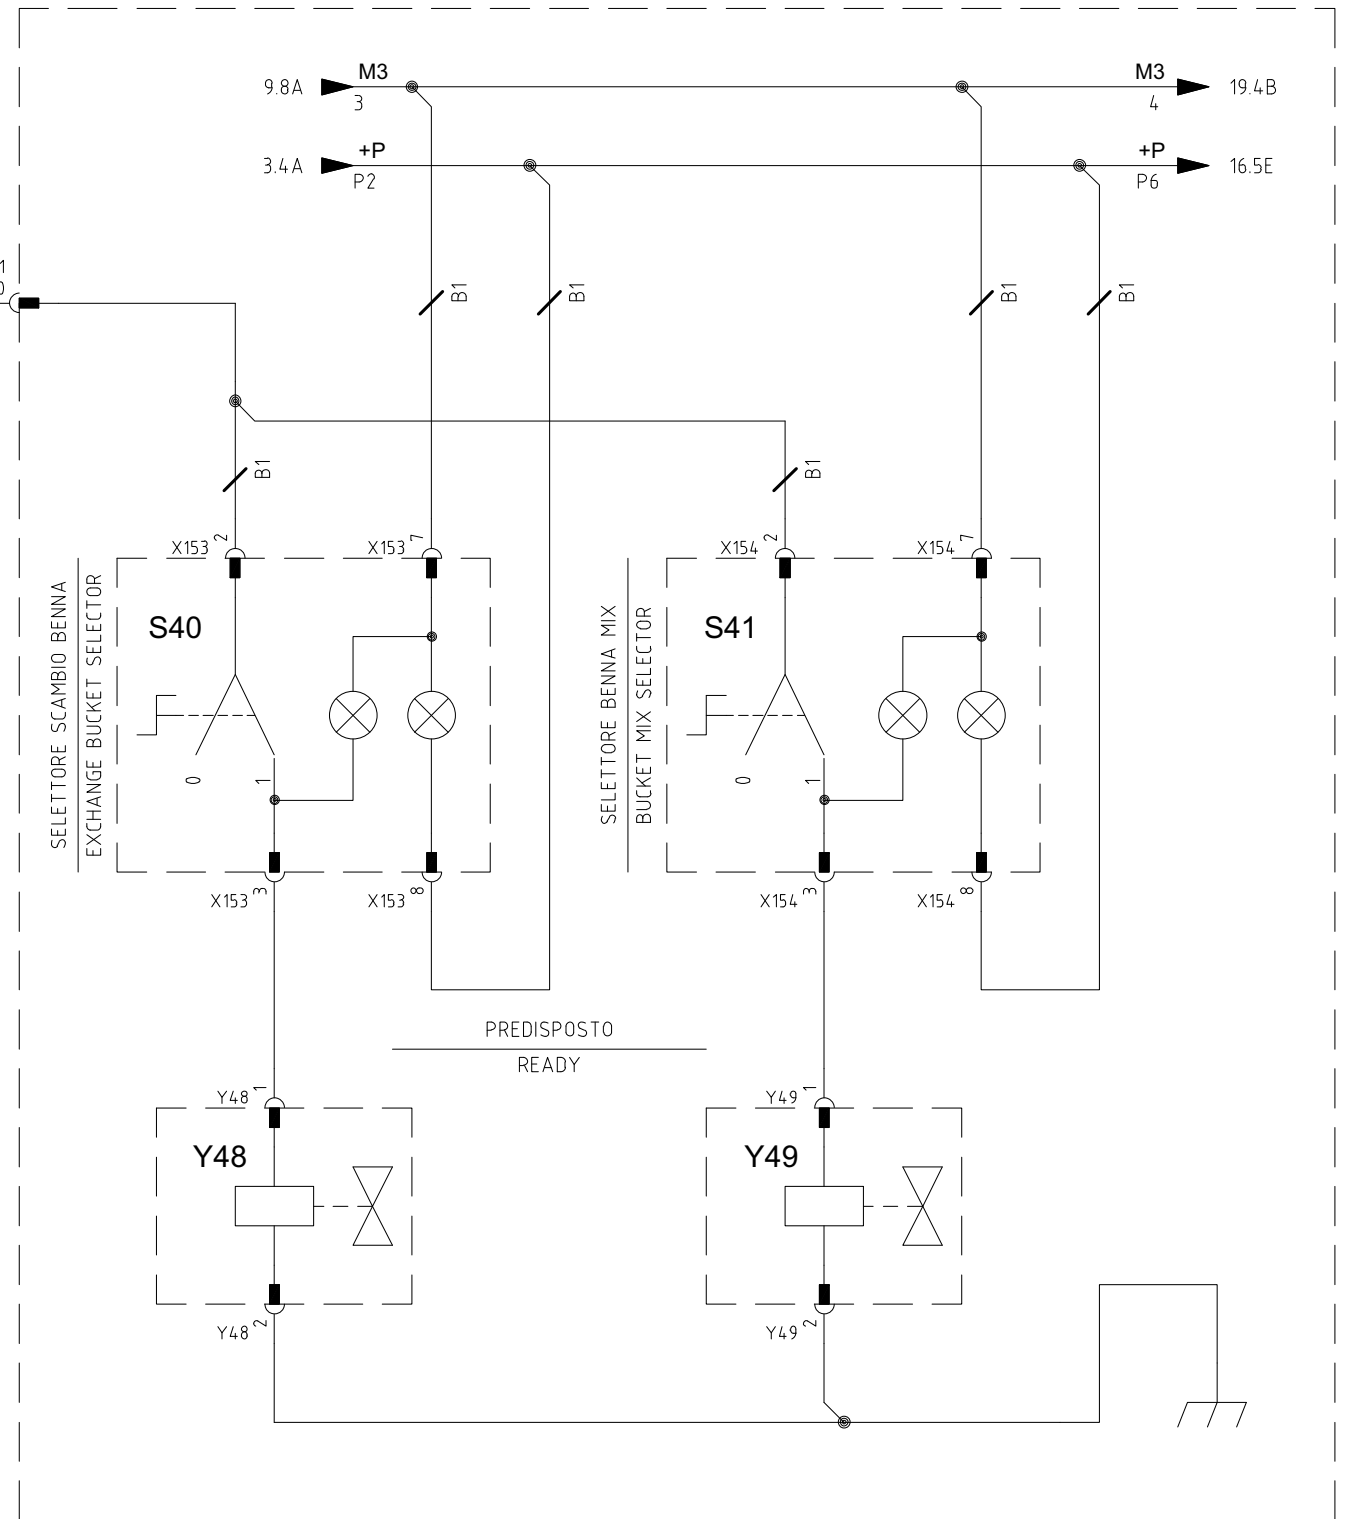 9.8A M3 3 M3 4 19.4B
3.4A +P P2 +P P6 16.5E
1
0
B1 B1 B1 B1
B1 B1
X153 2 X153 7 X154 2 X154 7
SELETTORE SCAMBIO BENNA
EXCHANGE BUCKET SELECTOR
S40
0 1
SELETTORE BENNA MIX
BUCKET MIX SELECTOR
S41
0 1
X153 3 X153 8 X154 3 X154 8
PREDISPOSTO
READY
Y48 1 Y49 1
Y48 Y49
Y48 2 Y49 2